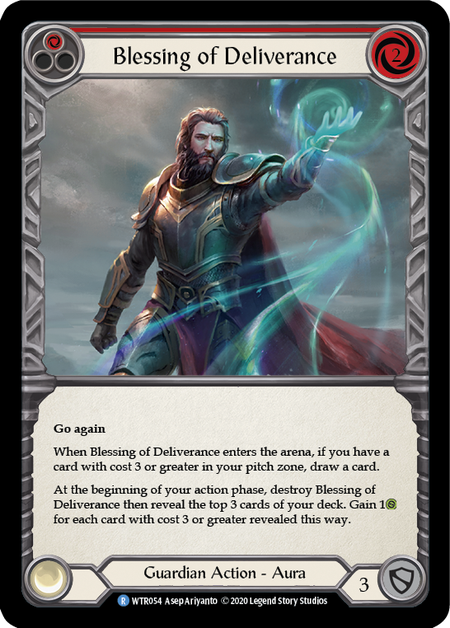 Blessing of Deliverance
2
Go again
When Blessing of Deliverance enters the arena, if you have a
card with cost 3 or greater in your pitch zone, draw a card.
At the beginning of your action phase, destroy Blessing of
Deliverance then reveal the top 3 cards of your deck. Gain 1
for each card with cost 3 or greater revealed this way.
Guardian Action - Aura
3
R WTR054 Asep Ariyanto © 2020 Legend Story Studios